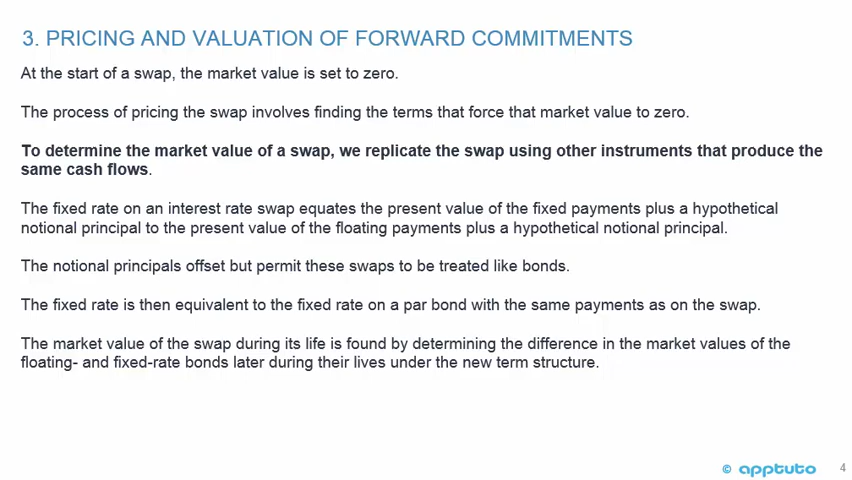 3. PRICING AND VALUATION OF FORWARD COMMITMENTS
At the start of a swap, the market value is set to zero.
The process of pricing the swap involves finding the terms that force that market value to zero.
To determine the market value of a swap, we replicate the swap using other instruments that produce the
same cash flows.
The fixed rate on an interest rate swap equates the present value of the fixed payments plus a hypothetical
notional principal to the present value of the floating payments plus a hypothetical notional principal.
The notional principals offset but permit these swaps to be treated like bonds.
The fixed rate is then equivalent to the fixed rate on a par bond with the same payments as on the swap.
The market value of the swap during its life is found by determining the difference in the market values of the
floating- and fixed-rate bonds later during their lives under the new term structure.
© apptuto 4